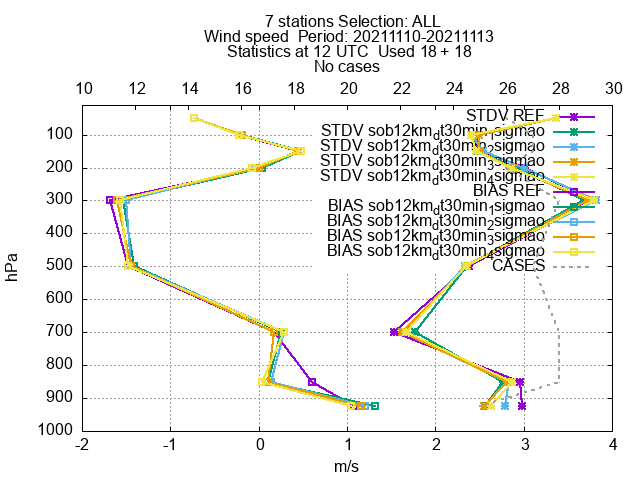 7 stations Selection: ALL
Wind speed Period: 20211110-20211113
Statistics at 12 UTC Used 18 + 18
No cases
10 12 14 16 18 20 22 24 26 28 30
STDV REF
STDV sob12km_dt30min_1sigmao
STDV sob12km_dt30min_2sigmao
STDV sob12km_dt30min_3sigmao
STDV sob12km_dt30min_4sigmao
BIAS REF
BIAS sob12km_dt30min_1sigmao
BIAS sob12km_dt30min_2sigmao
BIAS sob12km_dt30min_3sigmao
BIAS sob12km_dt30min_4sigmao
CASES
100
200
300
400
500
600
700
800
900
1000
hPa
-2 -1 0 1 2 3 4
m/s